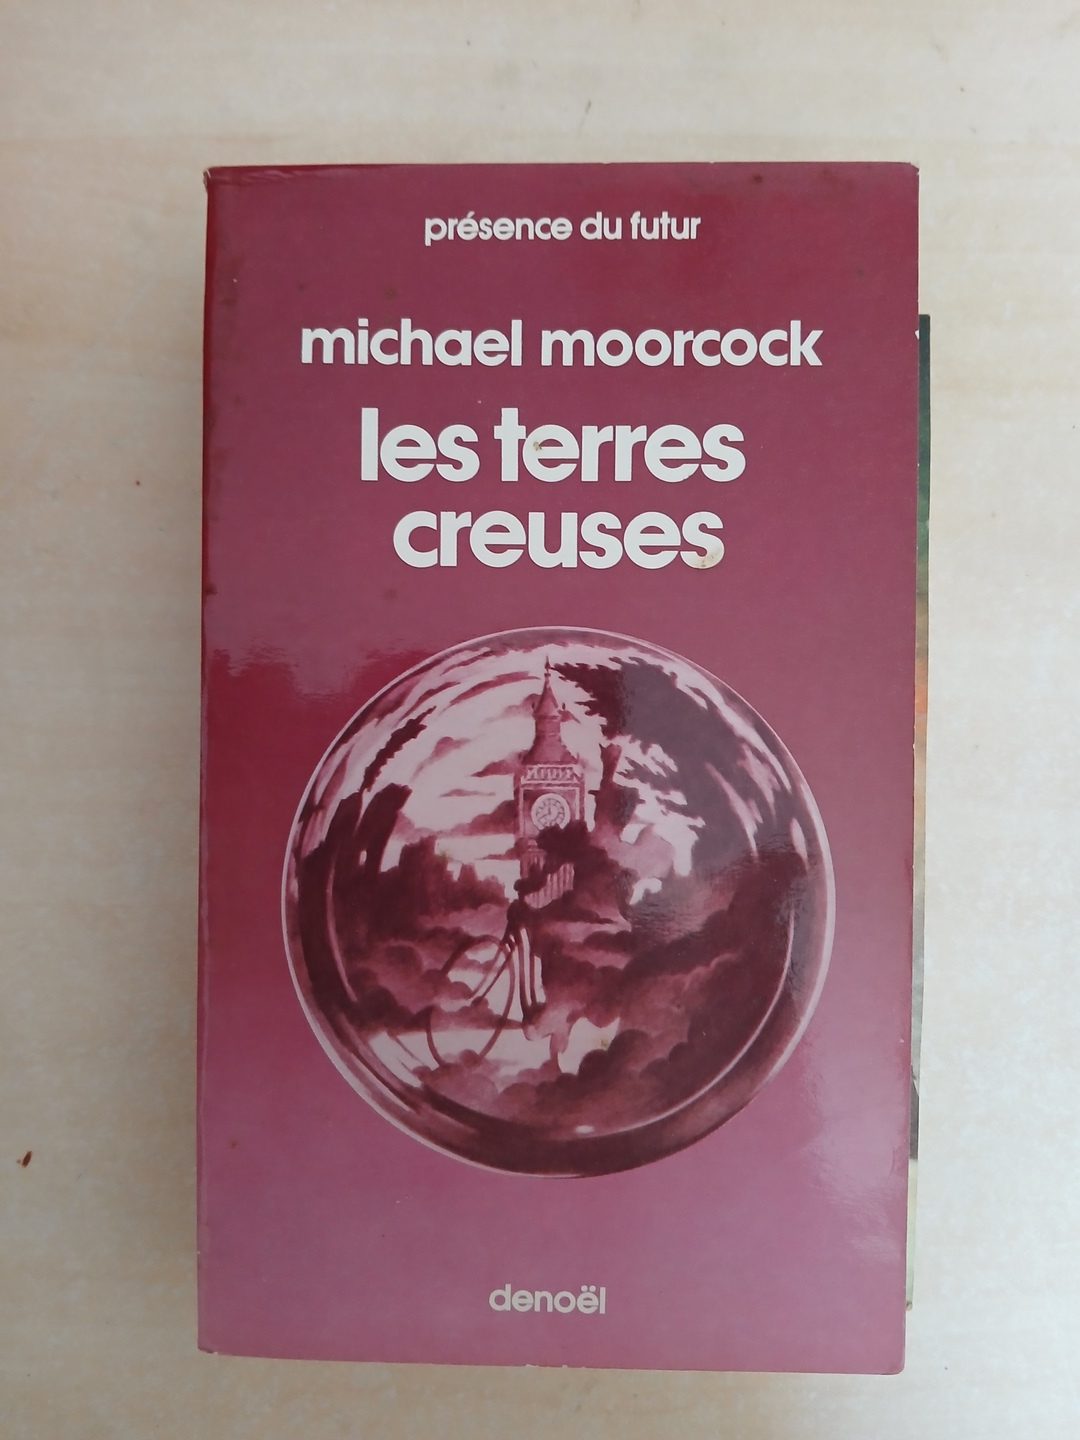 présence du futur
michael moorcock
les terres
creuses
denoël